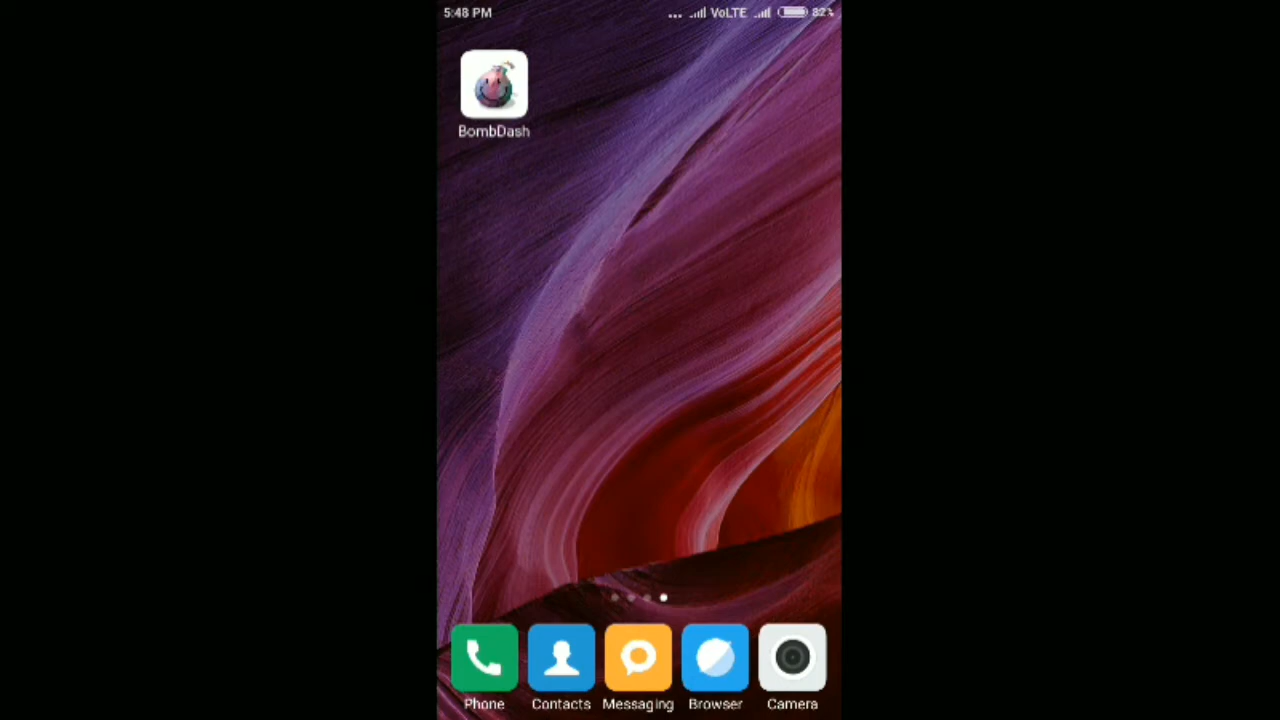 5:48 PM
VoLTE
82%
BombDash
Phone
Contacts
Messaging
Browser
Camera